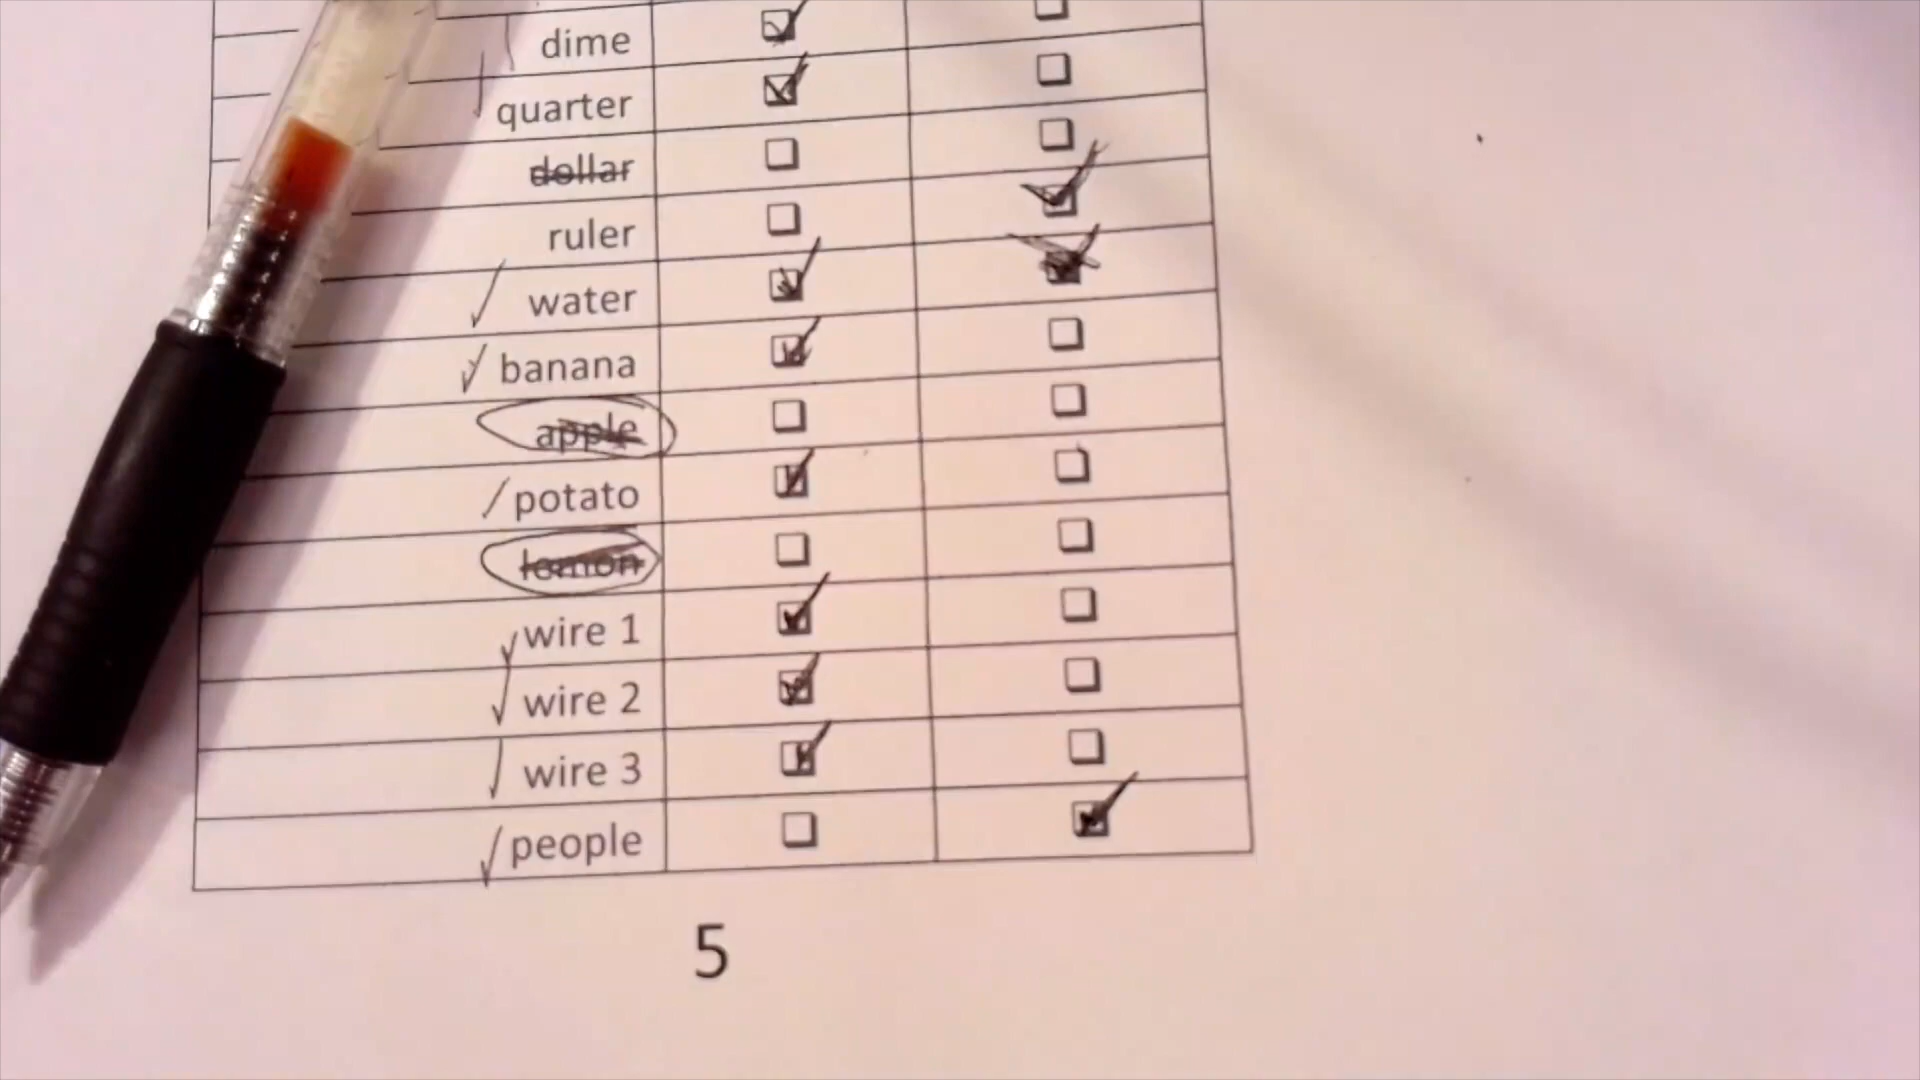 dime
quarter
dollar
ruler
water
banana
apple
potato
lemon
wire 1
wire 2
wire 3
people
5